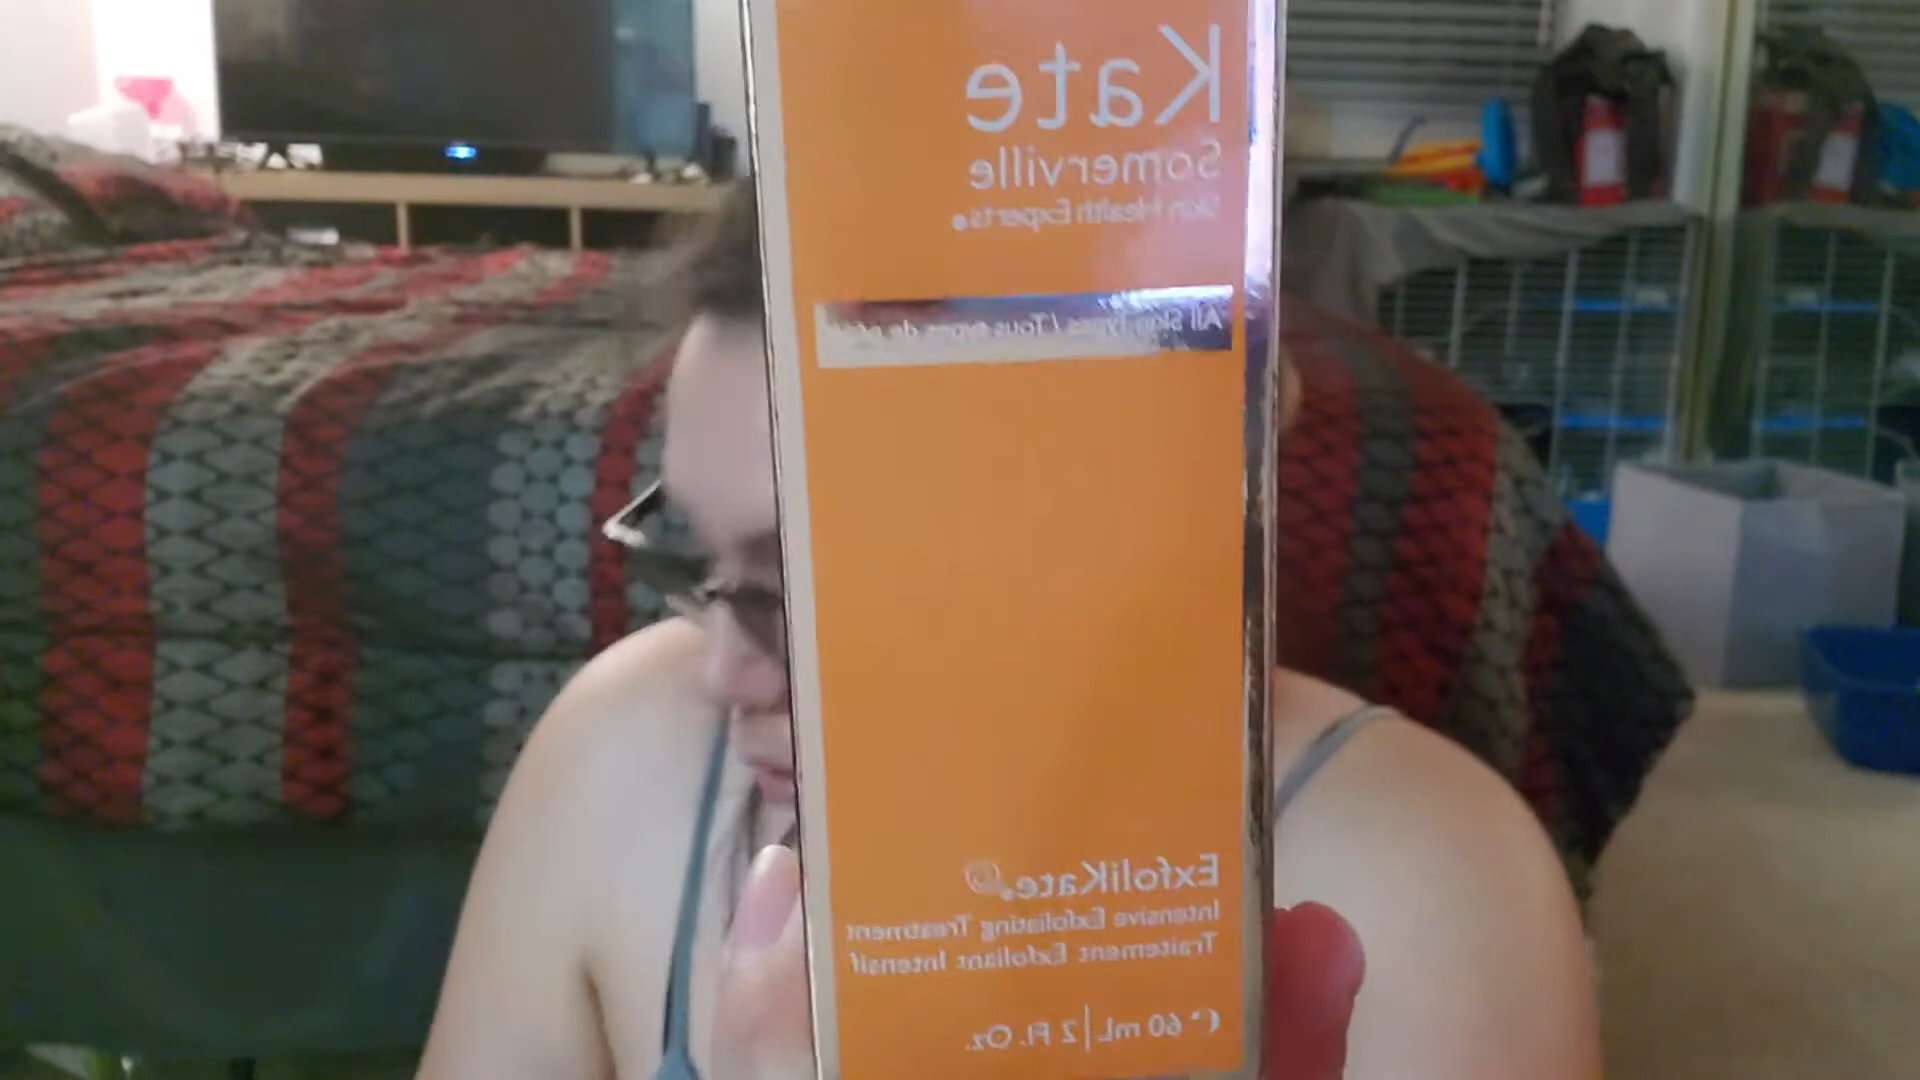 Kate
Somerville
Skin Health Experts®
All Skin Types / Tous types de peau
ExfoliKate®
Intensive Exfoliating Treatment
Traitement Exfoliant Intensif
60 mL | 2 Fl. Oz.